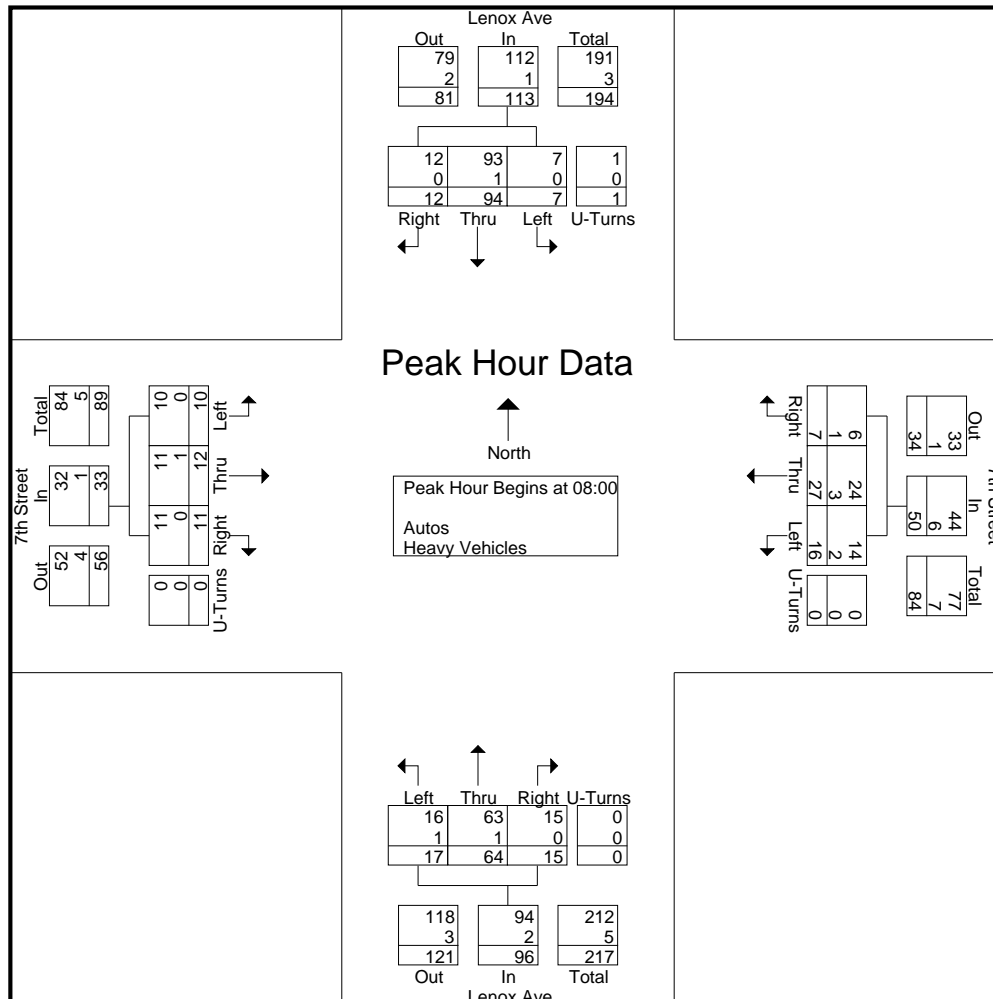 Lenox Ave
Out In Total
79 112 191
2 1 3
81 113 194
12 93 7 1
0 1 0 0
12 94 7 1
Right Thru Left U-Turns
Peak Hour Data
North
Peak Hour Begins at 08:00
Autos
Heavy Vehicles
7th Street
Total In Out
84 32 52
5 1 4
89 33 56
10 11 11 0
0 1 0 0
10 12 11 0
Left Thru Right U-Turns
Out In Total
33 44 77
1 6 7
34 50 84
6 24 14 0
1 3 2 0
7 27 16 0
Right Thru Left U-Turns
Left Thru Right U-Turns
16 63 15 0
1 1 0 0
17 64 15 0
118 94 212
3 2 5
121 96 217
Out In Total
Lenox Ave